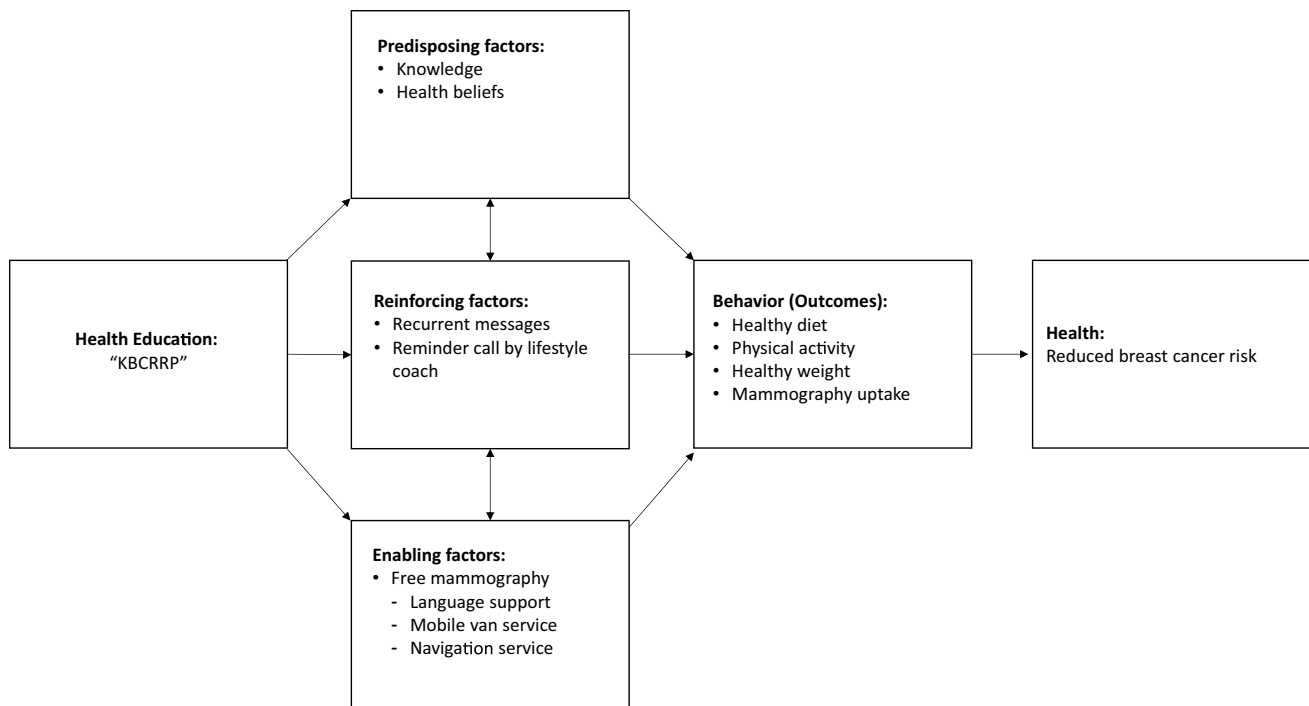 Predisposing factors:
• Knowledge
• Health beliefs
Health Education:
“KBCRRP”
Reinforcing factors:
• Recurrent messages
• Reminder call by lifestyle
coach
Behavior (Outcomes):
• Healthy diet
• Physical activity
• Healthy weight
• Mammography uptake
Health:
Reduced breast cancer risk
Enabling factors:
• Free mammography
- Language support
- Mobile van service
- Navigation service